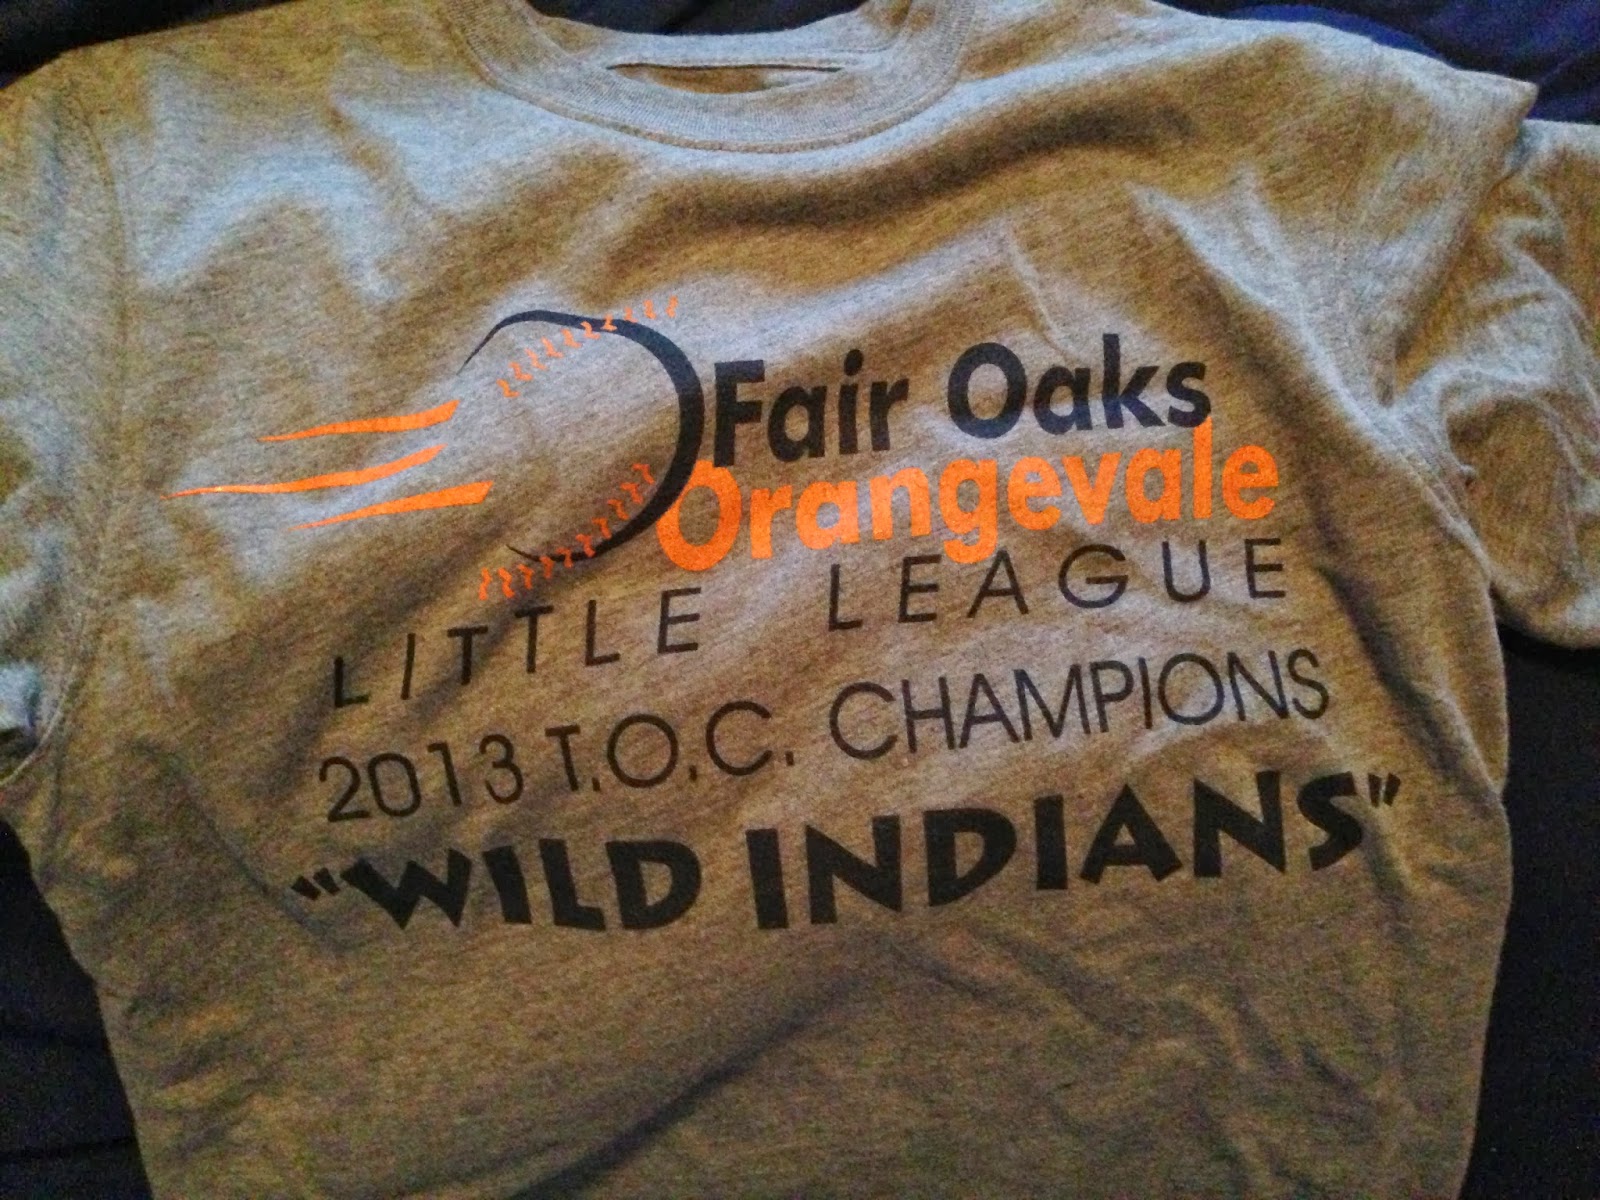 Fair Oaks
Orangevale
LITTLE LEAGUE
2013 T.O.C. CHAMPIONS
"WILD INDIANS"